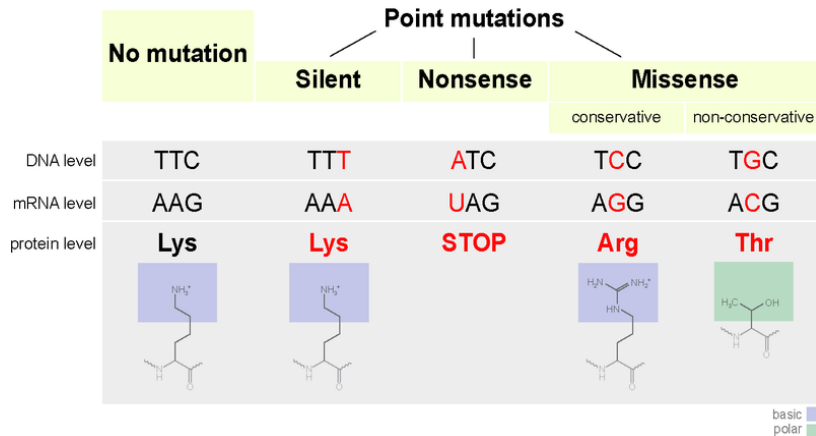 Point mutations
No mutation
Silent Nonsense Missense
conservative non-conservative
DNA level TTC TTT ATC TCC TGC
mRNA level AAG AAA UAG AGG ACG
protein level Lys Lys STOP Arg Thr
NH₃⁺ NH₃⁺ H₂N NH₂⁺
HN H₃C OH
N H O N H O N H O N H O
basic
polar